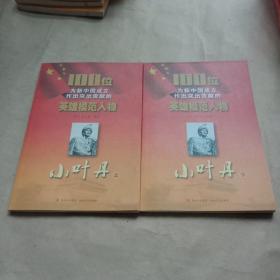 100位
为新中国成立
作出突出贡献的
英雄模范人物
小叶丹
上
100位
为新中国成立
作出突出贡献的
英雄模范人物
小叶丹
下